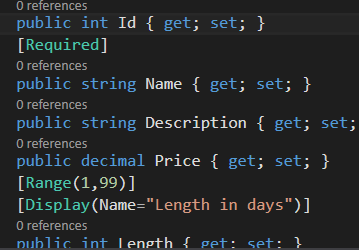 0 references
public int Id { get; set; }
[Required]
0 references
public string Name { get; set; }
0 references
public string Description { get; set;
0 references
public decimal Price { get; set; }
[Range(1,99)]
[Display(Name="Length in days")]
0 references
public int Length { get; set; }